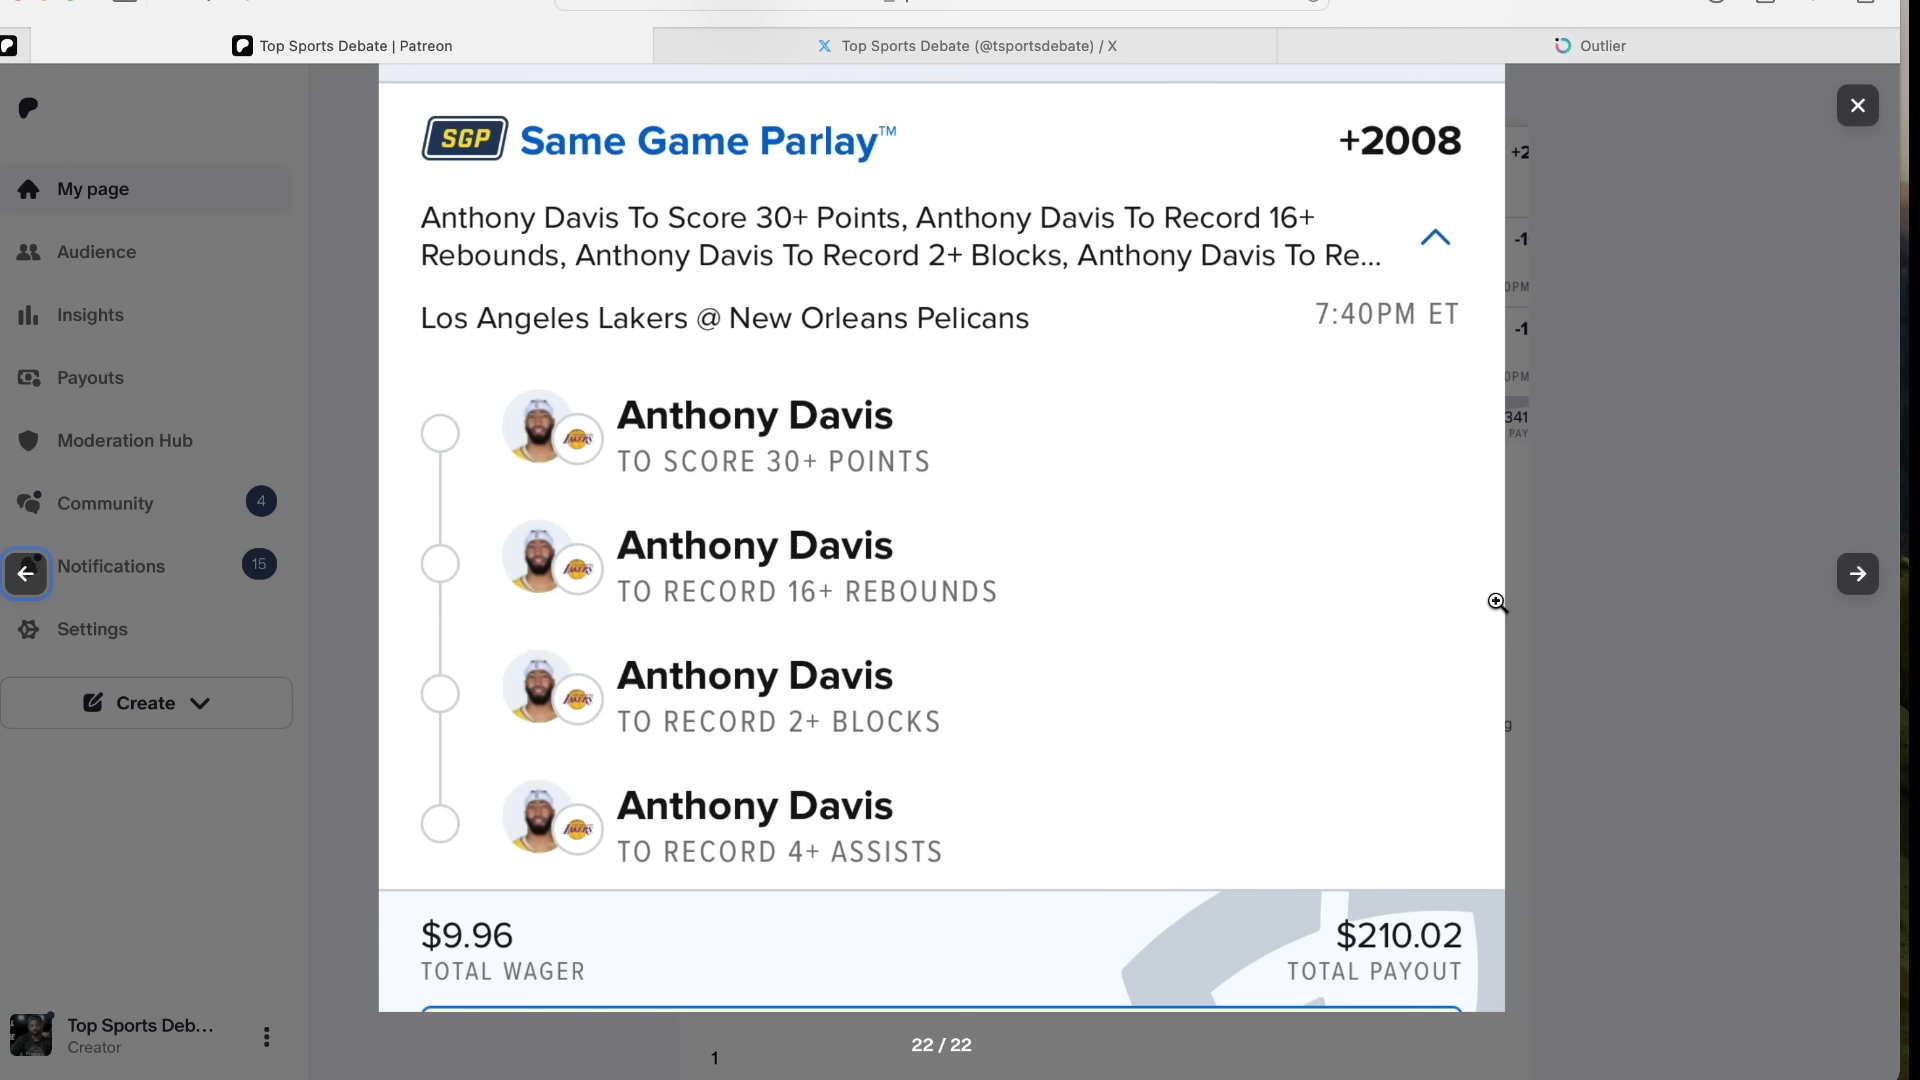 Top Sports Debate | Patreon
Top Sports Debate (@tsportsdebate) / X
Outlier
SGP Same Game Parlay™
+2008
Anthony Davis To Score 30+ Points, Anthony Davis To Record 16+
Rebounds, Anthony Davis To Record 2+ Blocks, Anthony Davis To Re...
Los Angeles Lakers @ New Orleans Pelicans
7:40PM ET
Anthony Davis
TO SCORE 30+ POINTS
Anthony Davis
TO RECORD 16+ REBOUNDS
Anthony Davis
TO RECORD 2+ BLOCKS
Anthony Davis
TO RECORD 4+ ASSISTS
$9.96
TOTAL WAGER
$210.02
TOTAL PAYOUT
22 / 22
1
My page
Audience
Insights
Payouts
Moderation Hub
Community 4
Notifications 15
Settings
Create
Top Sports Deb...
Creator
+2
-1
-1
341
PAY